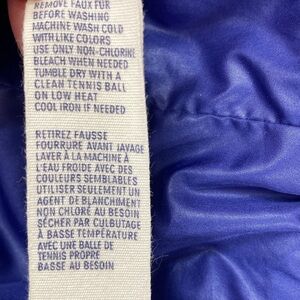 REMOVE FAUX FUR
BEFORE WASHING
MACHINE WASH COLD
WITH LIKE COLORS
USE ONLY NON-CHLORINE
BLEACH WHEN NEEDED
TUMBLE DRY WITH A
CLEAN TENNIS BALL
ON LOW HEAT
COOL IRON IF NEEDED
RETIREZ FAUSSE
FOURRURE AVANT LAVAGE
LAVER À LA MACHINE À
L'EAU FROIDE AVEC DES
COULEURS SEMBLABLES
UTILISER SEULEMENT UN
AGENT DE BLANCHIMENT
NON CHLORÉ AU BESOIN
SÉCHER PAR CULBUTAGE
À BASSE TEMPÉRATURE
AVEC UNE BALLE DE
TENNIS PROPRE
BASSE AU BESOIN